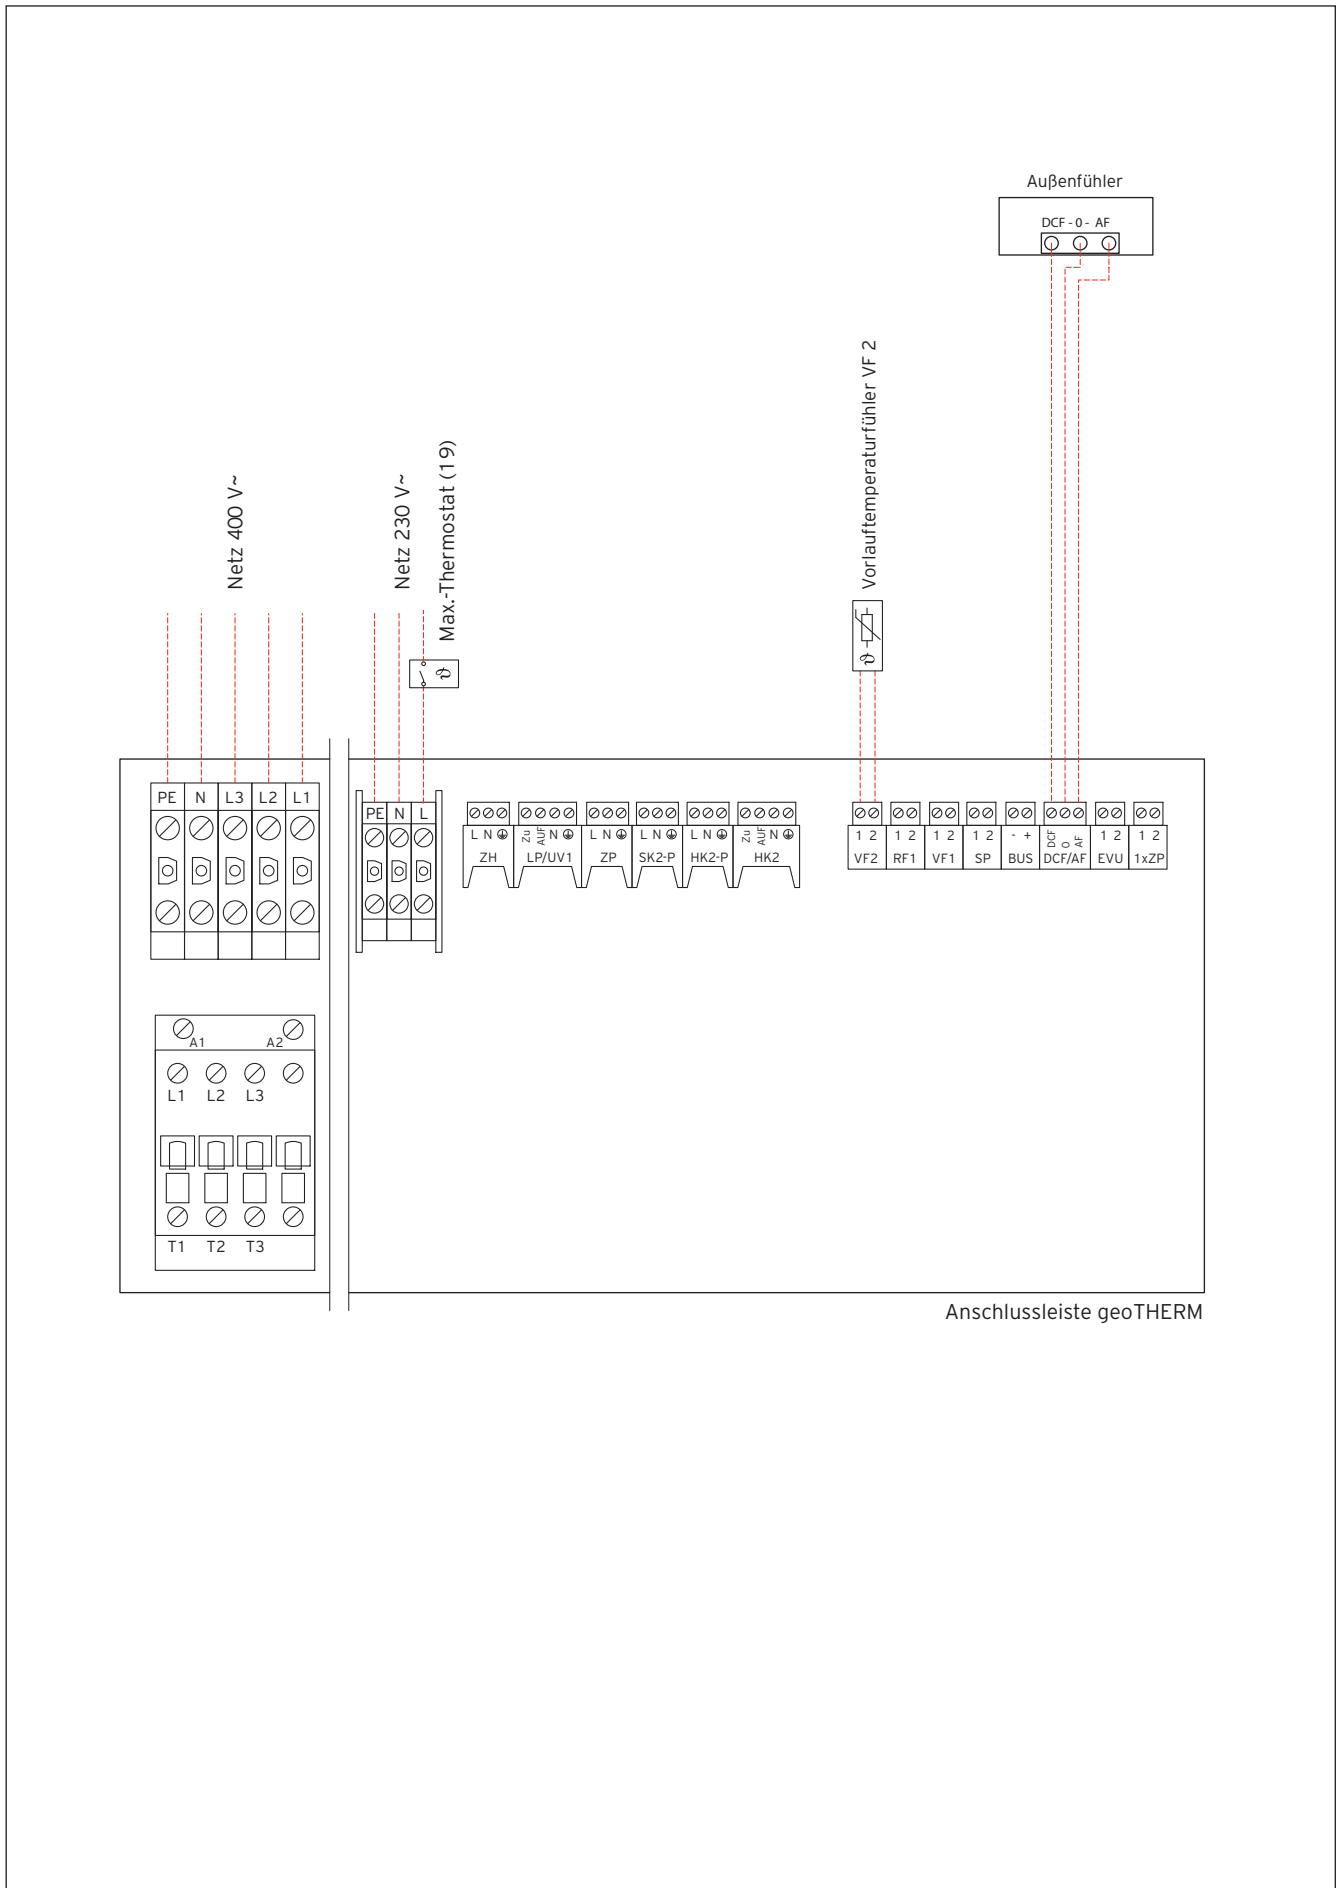 Außenfühler
DCF - 0 - AF
Vorlauftemperaturfühler VF 2
Netz 400 V~
Netz 230 V~
Max.-Thermostat (19)
ϑ
ϑ
PE N L3 L2 L1
PE N L
L N
ZH
Zu AUF N
LP/UV1
L N
ZP
L N
SK2-P
L N
HK2-P
Zu AUF N
HK2
1 2
VF2
1 2
RF1
1 2
VF1
1 2
SP
- +
BUS
DCF 0 AF
DCF/AF
1 2
EVU
1 2
1xZP
A1 A2
L1 L2 L3
T1 T2 T3
Anschlussleiste geoTHERM